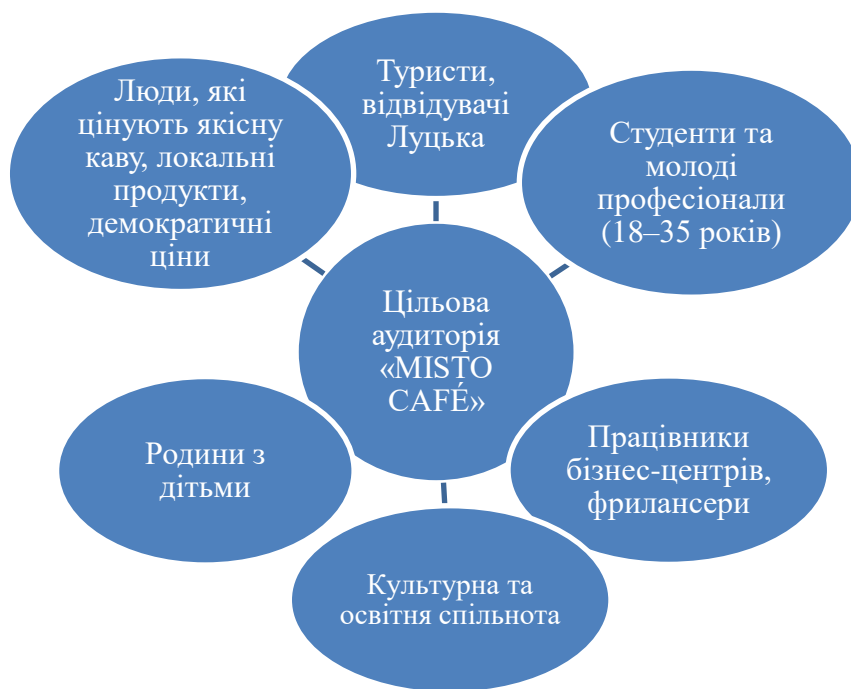 Туристи,
відвідувачі
Луцька
Люди, які
цінують якісну
каву, локальні
продукти,
демократичні
ціни
Студенти та
молоді
професіонали
(18–35 років)
Цільова
аудиторія
«MISTO
CAFÉ»
Родини з
дітьми
Працівники
бізнес-центрів,
фрилансери
Культурна та
освітня спільнота